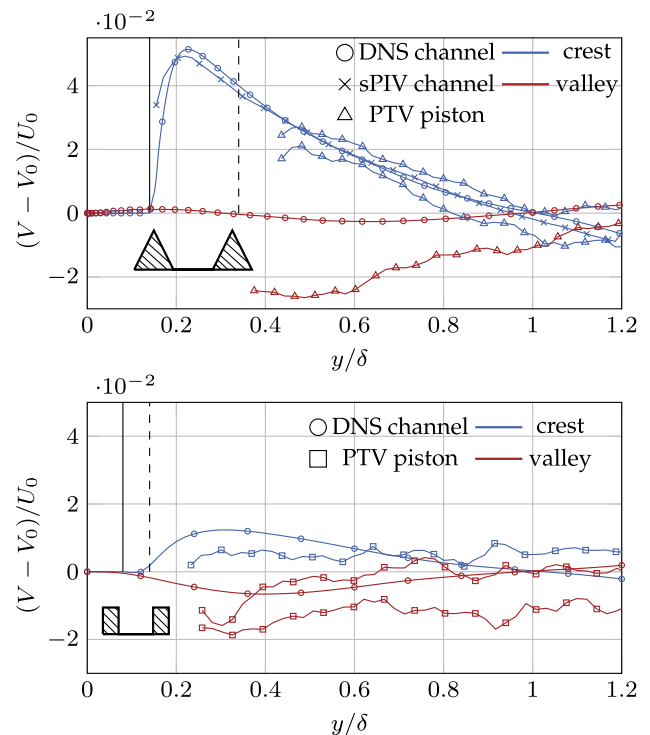 ·10⁻²
4
2
0
−2
(V − V₀)/U₀
DNS channel crest
sPIV channel valley
PTV piston
0 0.2 0.4 0.6 0.8 1 1.2
y/δ
·10⁻²
4
2
0
−2
(V − V₀)/U₀
DNS channel crest
PTV piston valley
0 0.2 0.4 0.6 0.8 1 1.2
y/δ